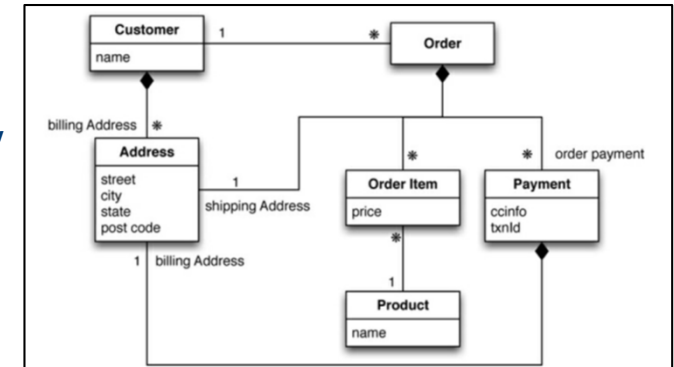 Customer
1
*
Order
name
billing Address
*
Address
street
city
state
post code
1
shipping Address
*
Order Item
price
*
order payment
Payment
ccinfo
txnId
*
1
billing Address
1
Product
name